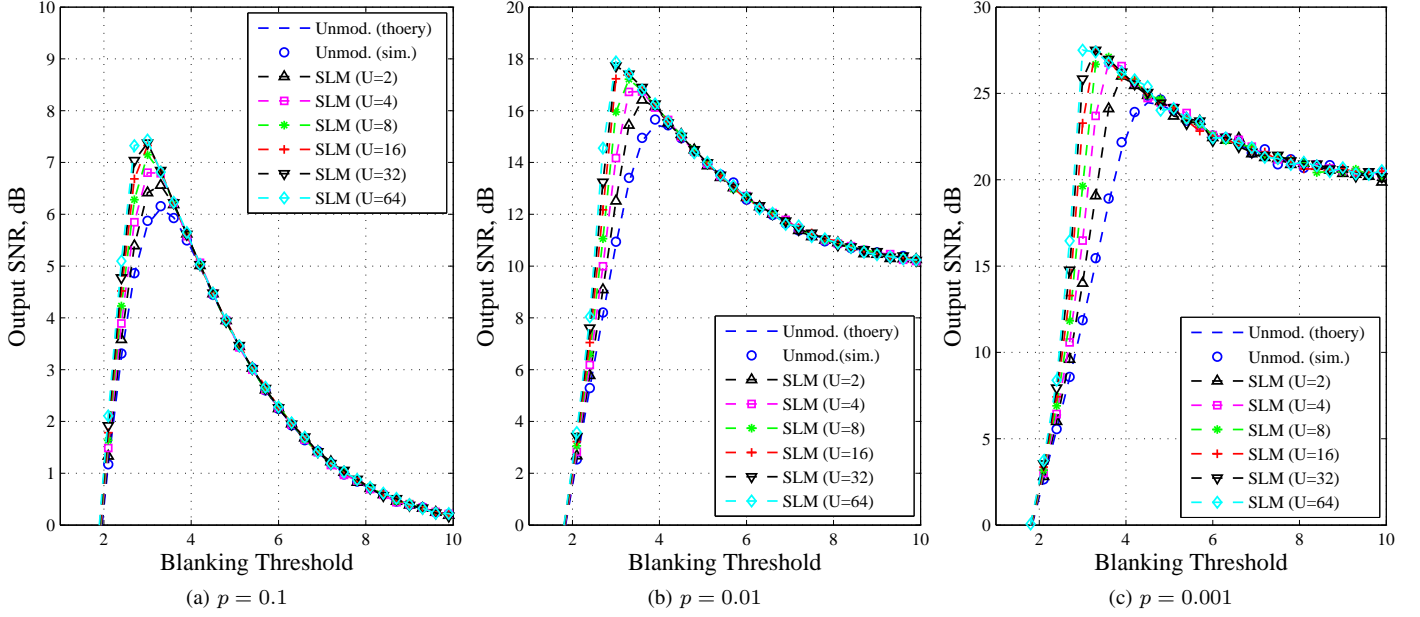 10
9
8
7
6
5
4
3
2
1
0
2
4
6
8
10
Output SNR, dB
Blanking Threshold
Unmod. (thoery)
Unmod. (sim.)
SLM (U=2)
SLM (U=4)
SLM (U=8)
SLM (U=16)
SLM (U=32)
SLM (U=64)
(a) p = 0.1
20
18
16
14
12
10
8
6
4
2
0
2
4
6
8
10
Output SNR, dB
Blanking Threshold
Unmod. (thoery)
Unmod.(sim.)
SLM (U=2)
SLM (U=4)
SLM (U=8)
SLM (U=16)
SLM (U=32)
SLM (U=64)
(b) p = 0.01
30
25
20
15
10
5
0
2
4
6
8
10
Output SNR, dB
Blanking Threshold
Unmod. (thoery)
Unmod. (sim.)
SLM (U=2)
SLM (U=4)
SLM (U=8)
SLM (U=16)
SLM (U=32)
SLM (U=64)
(c) p = 0.001